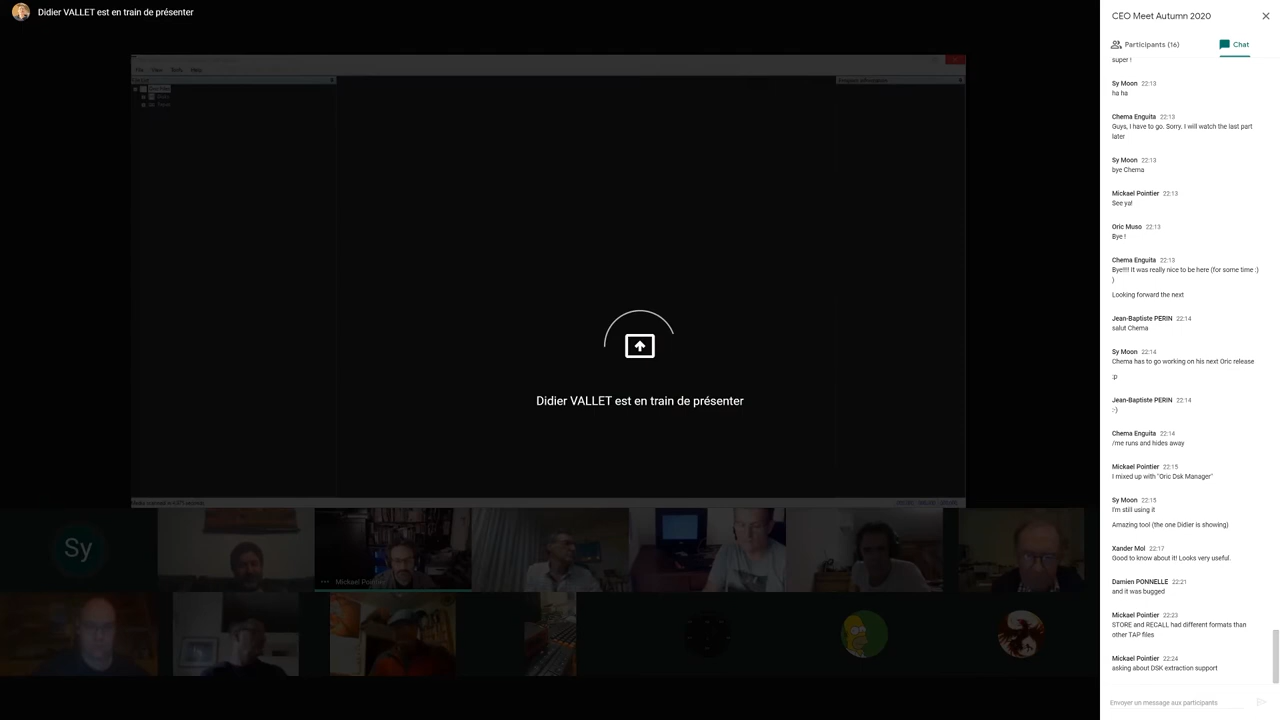 Didier VALLET est en train de présenter
File View Tools Help
Didier VALLET est en train de présenter
Sy
Mickael Pointier
CEO Meet Autumn 2020
Participants (16)
Chat
super !
Sy Moon 22:13
ha ha
Chema Enguita 22:13
Guys, I have to go. Sorry. I will watch the last part
later
Sy Moon 22:13
bye Chema
Mickael Pointier 22:13
See ya!
Oric Muso 22:13
Bye !
Chema Enguita 22:13
Bye!!!! It was really nice to be here (for some time :)
)
Looking forward the next
Jean-Baptiste PERIN 22:14
salut Chema
Sy Moon 22:14
Chema has to go working on his next Oric release
;p
Jean-Baptiste PERIN 22:14
:-)
Chema Enguita 22:14
/me runs and hides away
Mickael Pointier 22:15
I mixed up with "Oric Dsk Manager"
Sy Moon 22:15
I'm still using it
Amazing tool (the one Didier is showing)
Xander Mol 22:17
Good to know about it! Looks very useful.
Damien PONNELLE 22:21
and it was bugged
Mickael Pointier 22:23
STORE and RECALL had different formats than
other TAP files
Mickael Pointier 22:24
asking about DSK extraction support
Envoyer un message aux participants